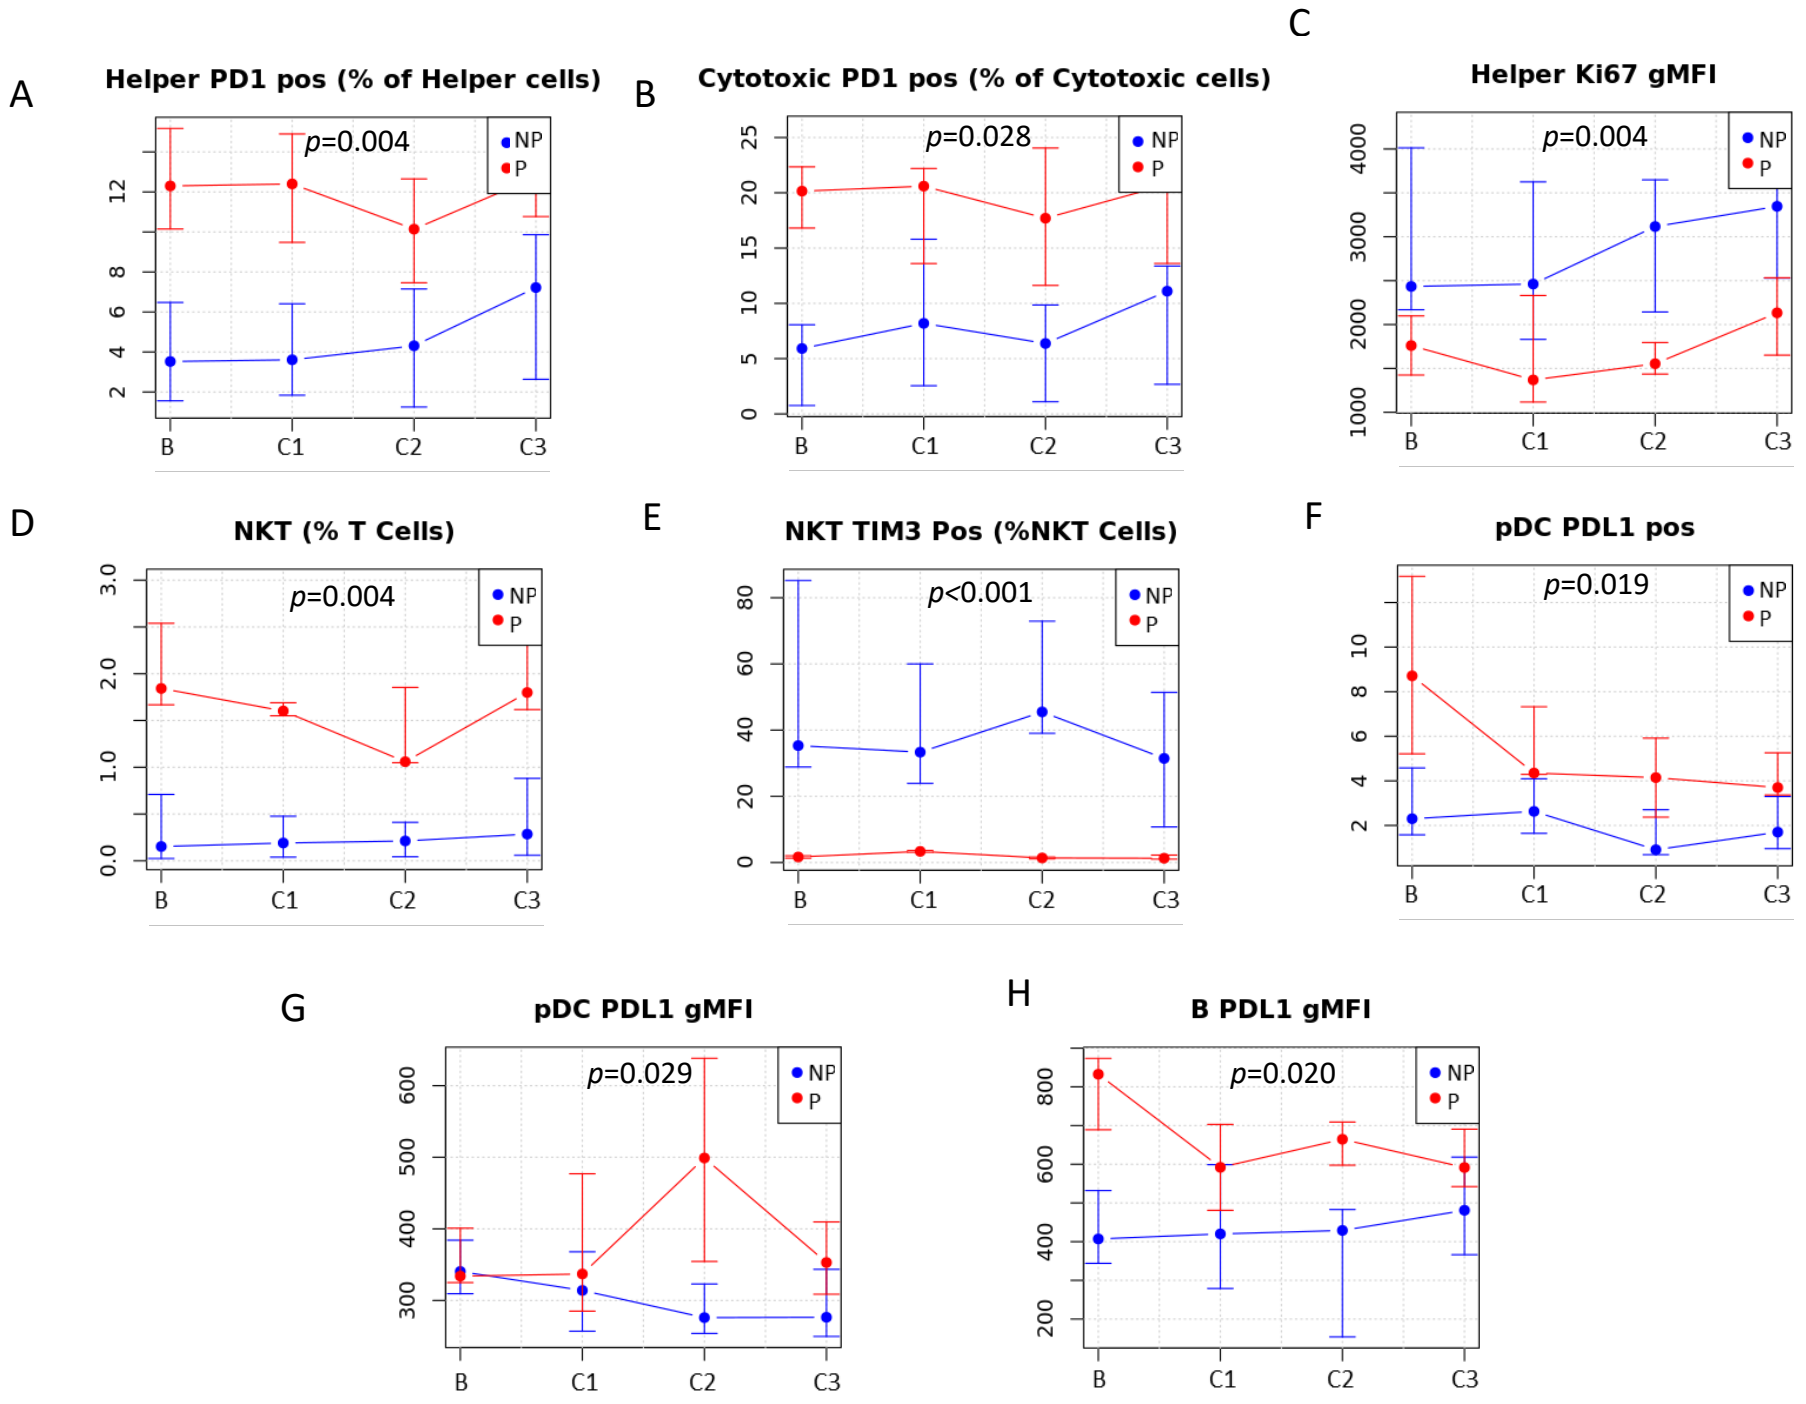 A
Helper PD1 pos (% of Helper cells)
p=0.004
NP
P
12
8
6
4
2
B C1 C2 C3
B
Cytotoxic PD1 pos (% of Cytotoxic cells)
p=0.028
NP
P
25
20
15
10
5
0
B C1 C2 C3
C
Helper Ki67 gMFI
p=0.004
NP
P
4000
3000
2000
1000
B C1 C2 C3
D
NKT (% T Cells)
p=0.004
NP
P
3.0
2.0
1.0
0.0
B C1 C2 C3
E
NKT TIM3 Pos (%NKT Cells)
p<0.001
NP
P
80
60
40
20
0
B C1 C2 C3
F
pDC PDL1 pos
p=0.019
NP
P
10
8
6
4
2
B C1 C2 C3
G
pDC PDL1 gMFI
p=0.029
NP
P
600
500
400
300
B C1 C2 C3
H
B PDL1 gMFI
p=0.020
NP
P
800
600
400
200
B C1 C2 C3